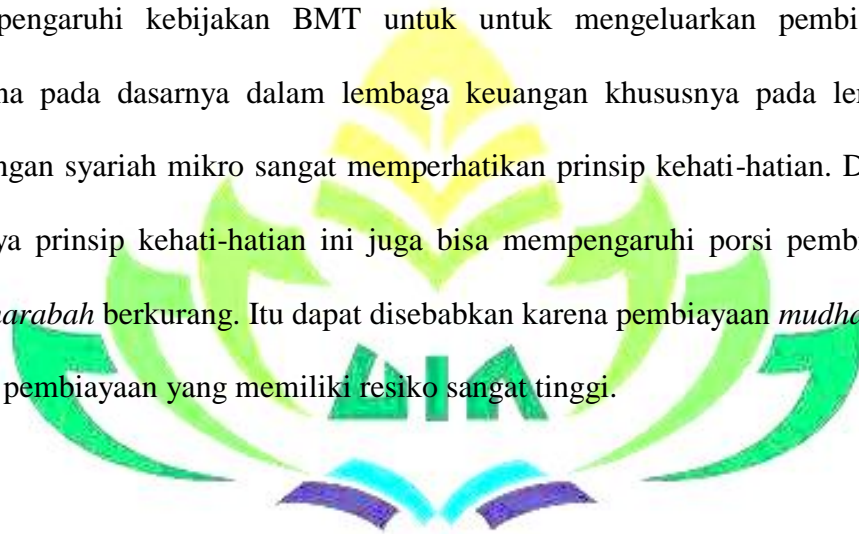 pengaruhi kebijakan BMT untuk untuk mengeluarkan pembi
na pada dasarnya dalam lembaga keuangan khususnya pada le
ngan syariah mikro sangat memperhatikan prinsip kehati-hatian. D
ya prinsip kehati-hatian ini juga bisa mempengaruhi porsi pemb
arabah berkurang. Itu dapat disebabkan karena pembiayaan mudha
pembiayaan yang memiliki resiko sangat tinggi.
UIN